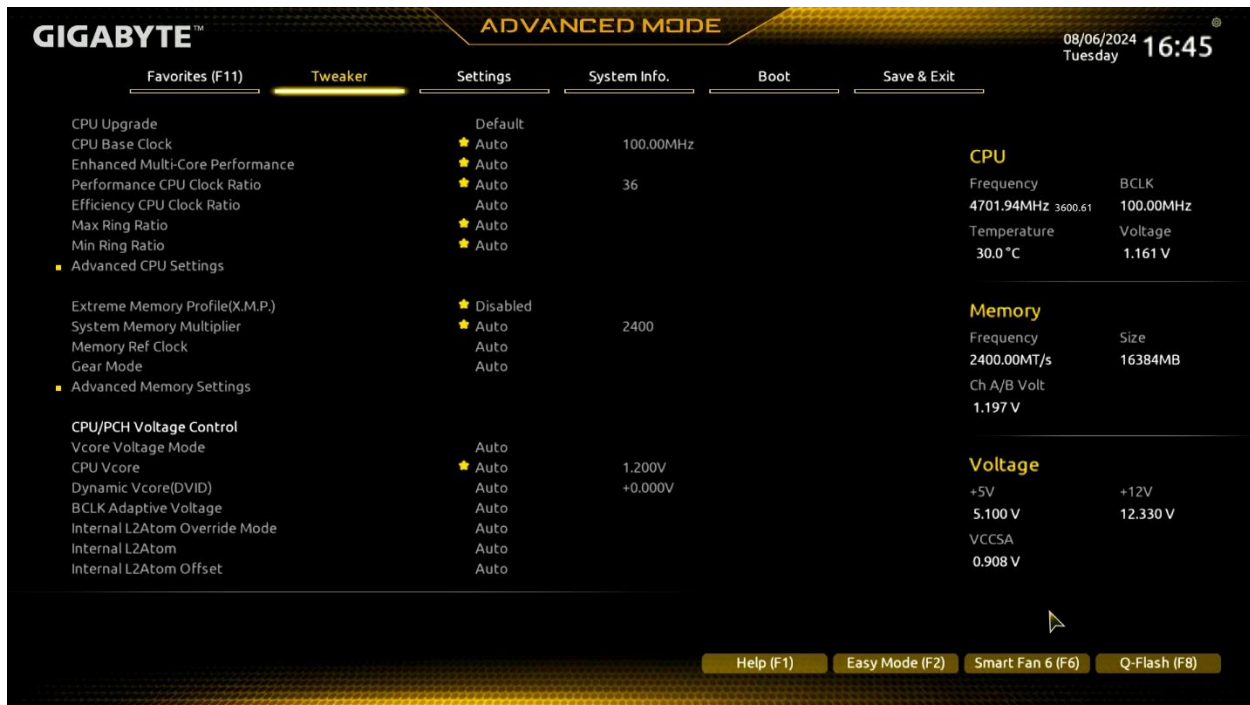 GIGABYTE™
ADVANCED MODE
08/06/2024
Tuesday
16:45
Favorites (F11) Tweaker Settings System Info. Boot Save & Exit
CPU Upgrade Default
CPU Base Clock Auto 100.00MHz
Enhanced Multi-Core Performance Auto
Performance CPU Clock Ratio Auto 36
Efficiency CPU Clock Ratio Auto
Max Ring Ratio Auto
Min Ring Ratio Auto
Advanced CPU Settings
Extreme Memory Profile(X.M.P.) Disabled
System Memory Multiplier Auto 2400
Memory Ref Clock Auto
Gear Mode Auto
Advanced Memory Settings
CPU/PCH Voltage Control
Vcore Voltage Mode Auto
CPU Vcore Auto 1.200V
Dynamic Vcore(DVID) Auto +0.000V
BCLK Adaptive Voltage Auto
Internal L2Atom Override Mode Auto
Internal L2Atom Auto
Internal L2Atom Offset Auto
CPU
Frequency BCLK
4701.94MHz 3600.61 100.00MHz
Temperature Voltage
30.0 °C 1.161 V
Memory
Frequency Size
2400.00MT/s 16384MB
Ch A/B Volt
1.197 V
Voltage
+5V +12V
5.100 V 12.330 V
VCCSA
0.908 V
Help (F1) Easy Mode (F2) Smart Fan 6 (F6) Q-Flash (F8)